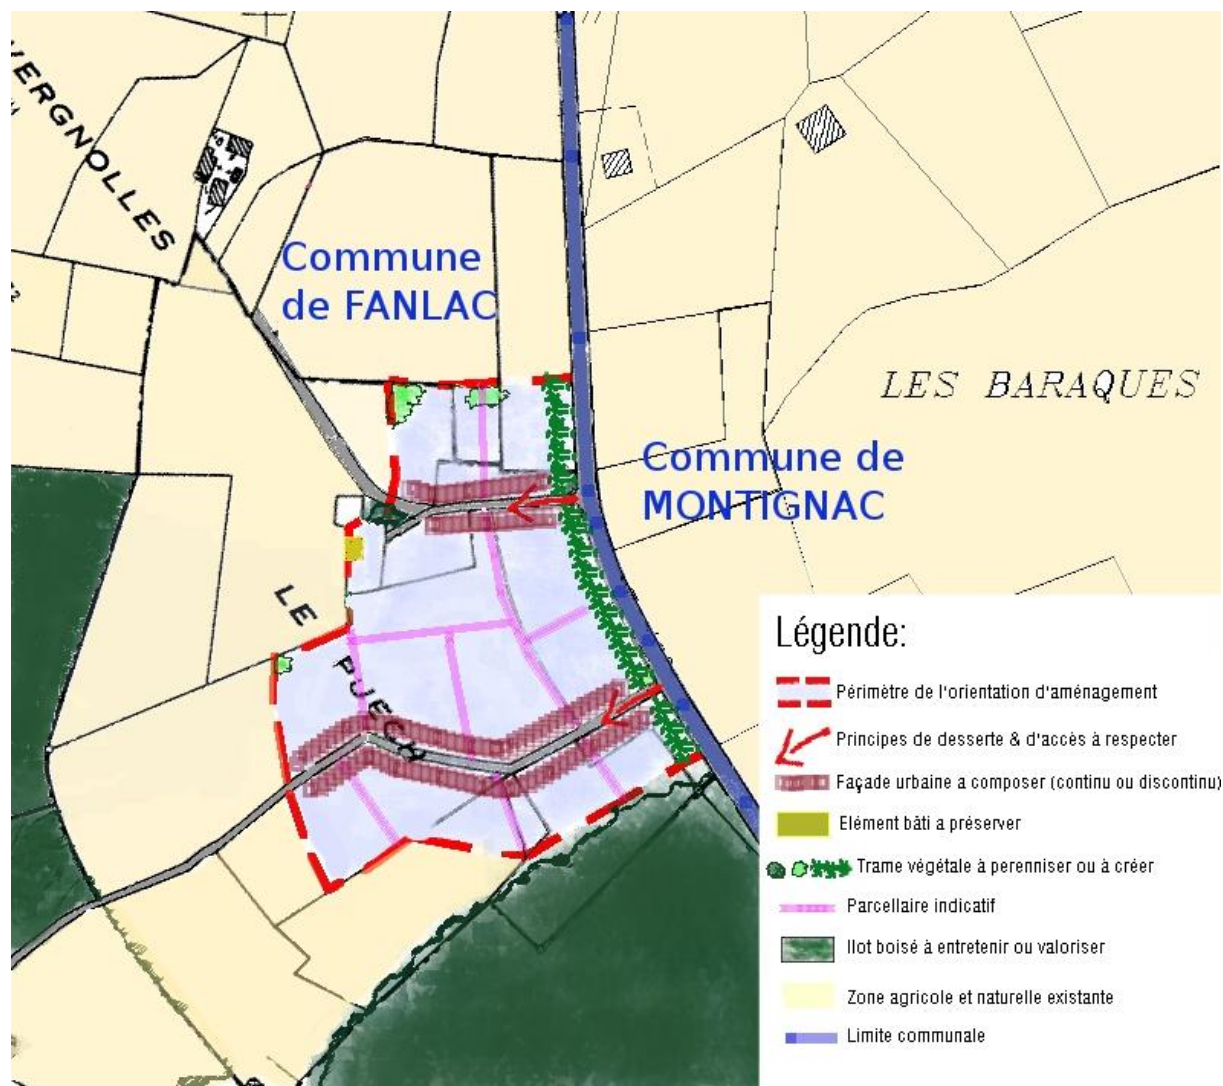 VERGNOLLES
Commune
de FANLAC
LES BARAQUES
Commune de
MONTIGNAC
LE
PUECH
Légende:
Périmètre de l'orientation d'aménagement
Principes de desserte & d'accès à respecter
Façade urbaine a composer (continu ou discontinu)
Elément bâti a préserver
Trame végétale à perenniser ou à créer
Parcellaire indicatif
Ilot boisé à entretenir ou valoriser
Zone agricole et naturelle existante
Limite communale